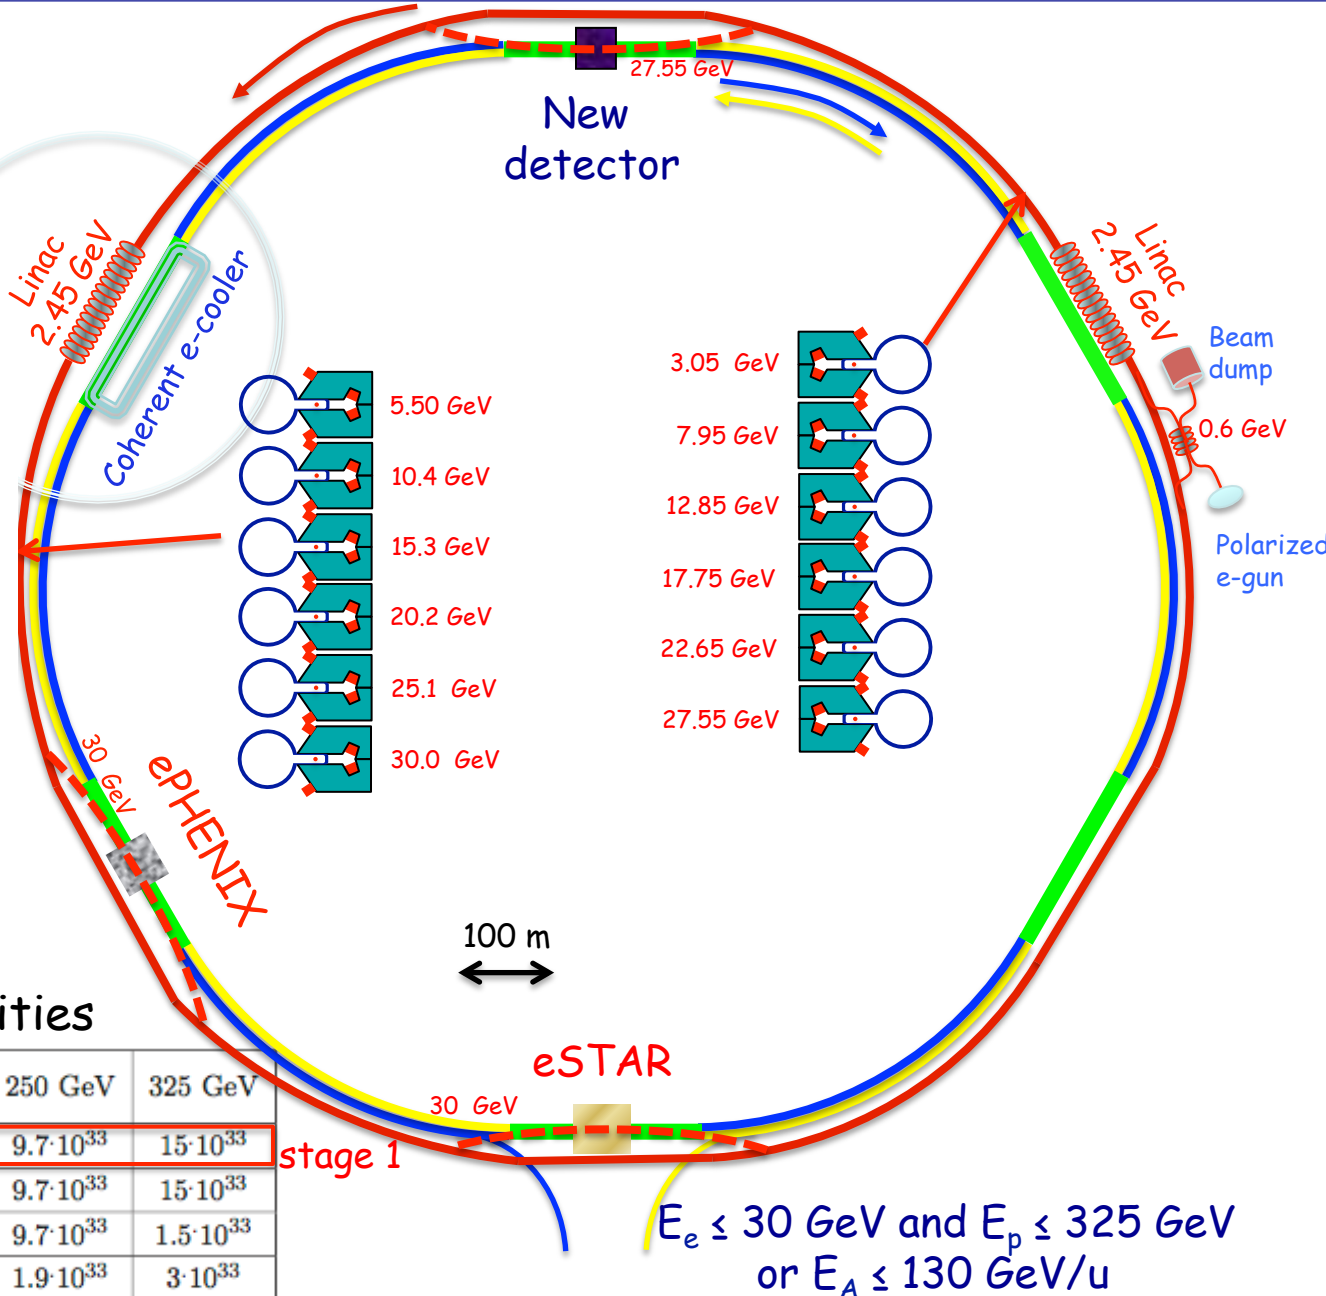 27.55 GeV
New
detector
Linac
2.45 GeV
Coherent e-cooler
Linac
2.45 GeV
Beam
dump
0.6 GeV
Polarized
e-gun
5.50 GeV
10.4 GeV
15.3 GeV
20.2 GeV
25.1 GeV
30.0 GeV
3.05 GeV
7.95 GeV
12.85 GeV
17.75 GeV
22.65 GeV
27.55 GeV
30 GeV
ePHENIX
100 m
eSTAR
30 GeV
ities
250 GeV 325 GeV
9.7·10³³ 15·10³³
stage 1
9.7·10³³ 15·10³³
9.7·10³³ 1.5·10³³
1.9·10³³ 3·10³³
Eₑ ≤ 30 GeV and Eₚ ≤ 325 GeV
or E_A ≤ 130 GeV/u